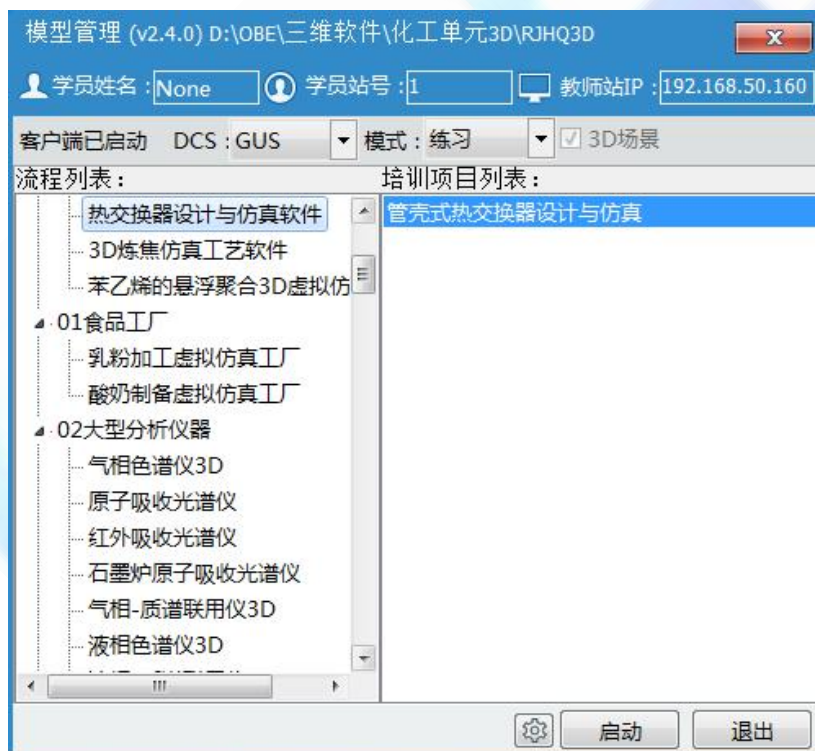 模型管理 (v2.4.0) D:\OBE\三维软件\化工单元3D\RJHQ3D
学员姓名：None 学员站号：1 教师站IP：192.168.50.160
客户端已启动 DCS：GUS 模式：练习 3D场景
流程列表： 培训项目列表：
热交换器设计与仿真软件 管壳式热交换器设计与仿真
3D炼焦仿真工艺软件
苯乙烯的悬浮聚合3D虚拟仿
01食品工厂
乳粉加工虚拟仿真工厂
酸奶制备虚拟仿真工厂
02大型分析仪器
气相色谱仪3D
原子吸收光谱仪
红外吸收光谱仪
石墨炉原子吸收光谱仪
气相-质谱联用仪3D
液相色谱仪3D
启动 退出